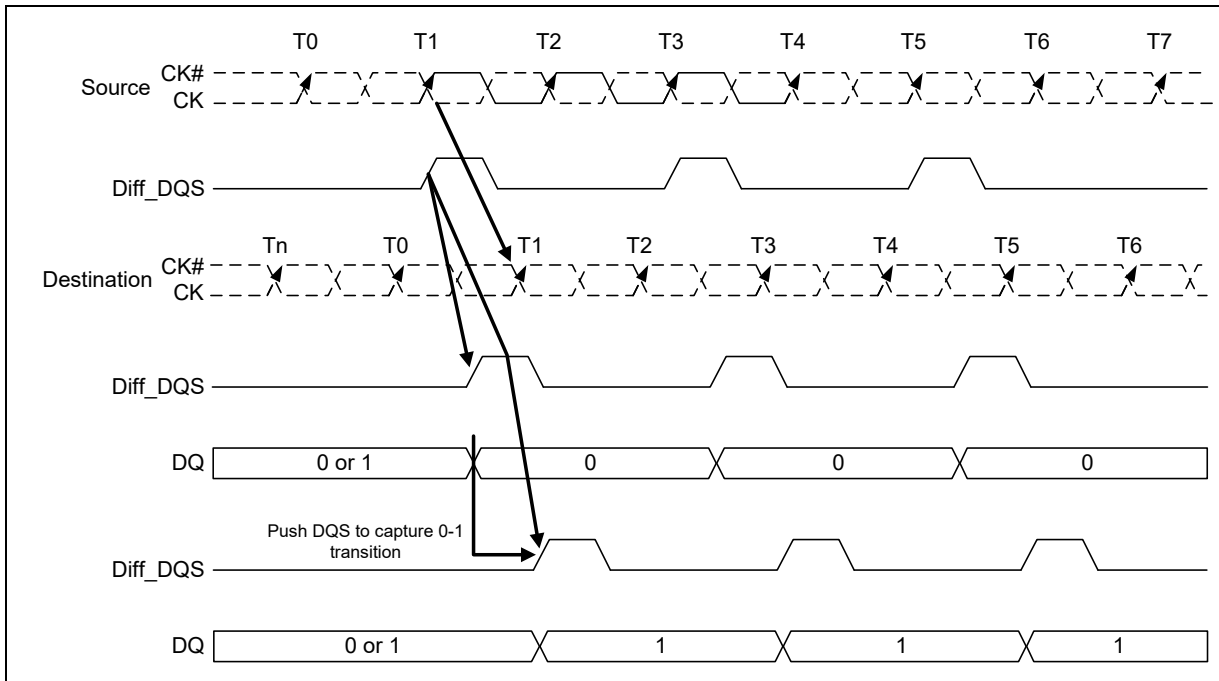 T0 T1 T2 T3 T4 T5 T6 T7
Source CK#
CK
Diff_DQS
Tn T0 T1 T2 T3 T4 T5 T6
Destination CK#
CK
Diff_DQS
DQ 0 or 1 0 0 0
Push DQS to capture 0-1
transition
Diff_DQS
DQ 0 or 1 1 1 1